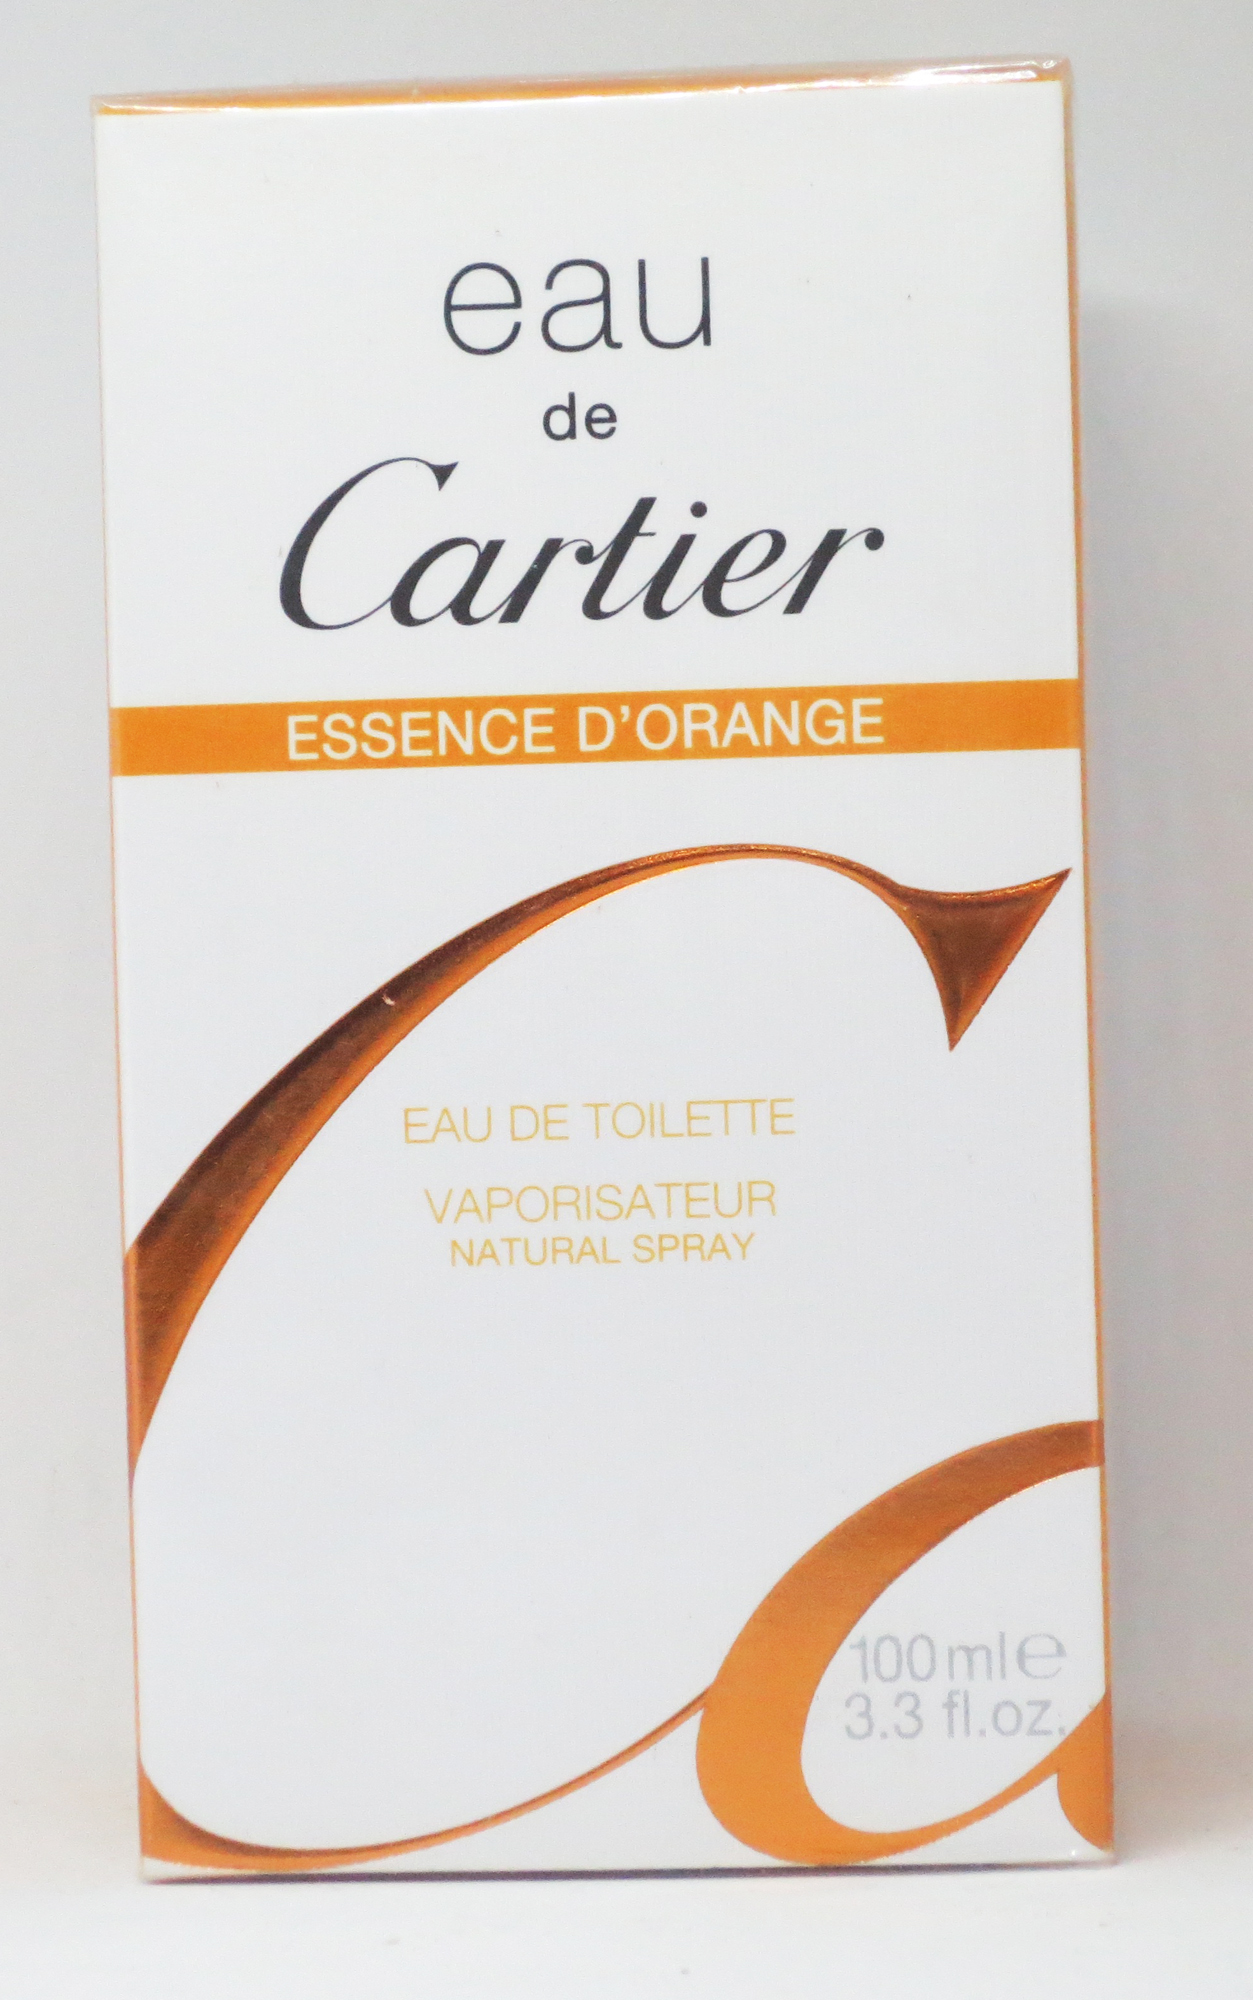 eau
de
Cartier
ESSENCE D'ORANGE
EAU DE TOILETTE
VAPORISATEUR
NATURAL SPRAY
100 ml ℮
3.3 fl.oz.